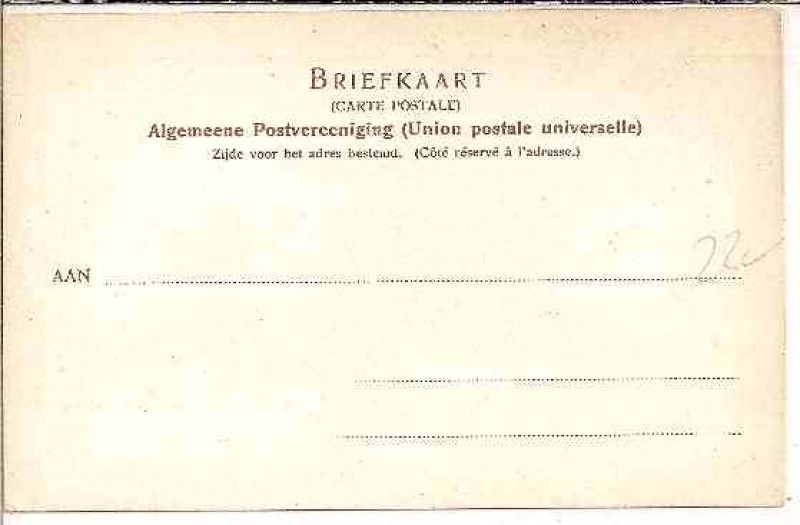 BRIEFKAART
(CARTE POSTALE)
Algemeene Postvereeniging (Union postale universelle)
Zijde voor het adres bestemd. (Côté réservé à l'adresse.)
AAN